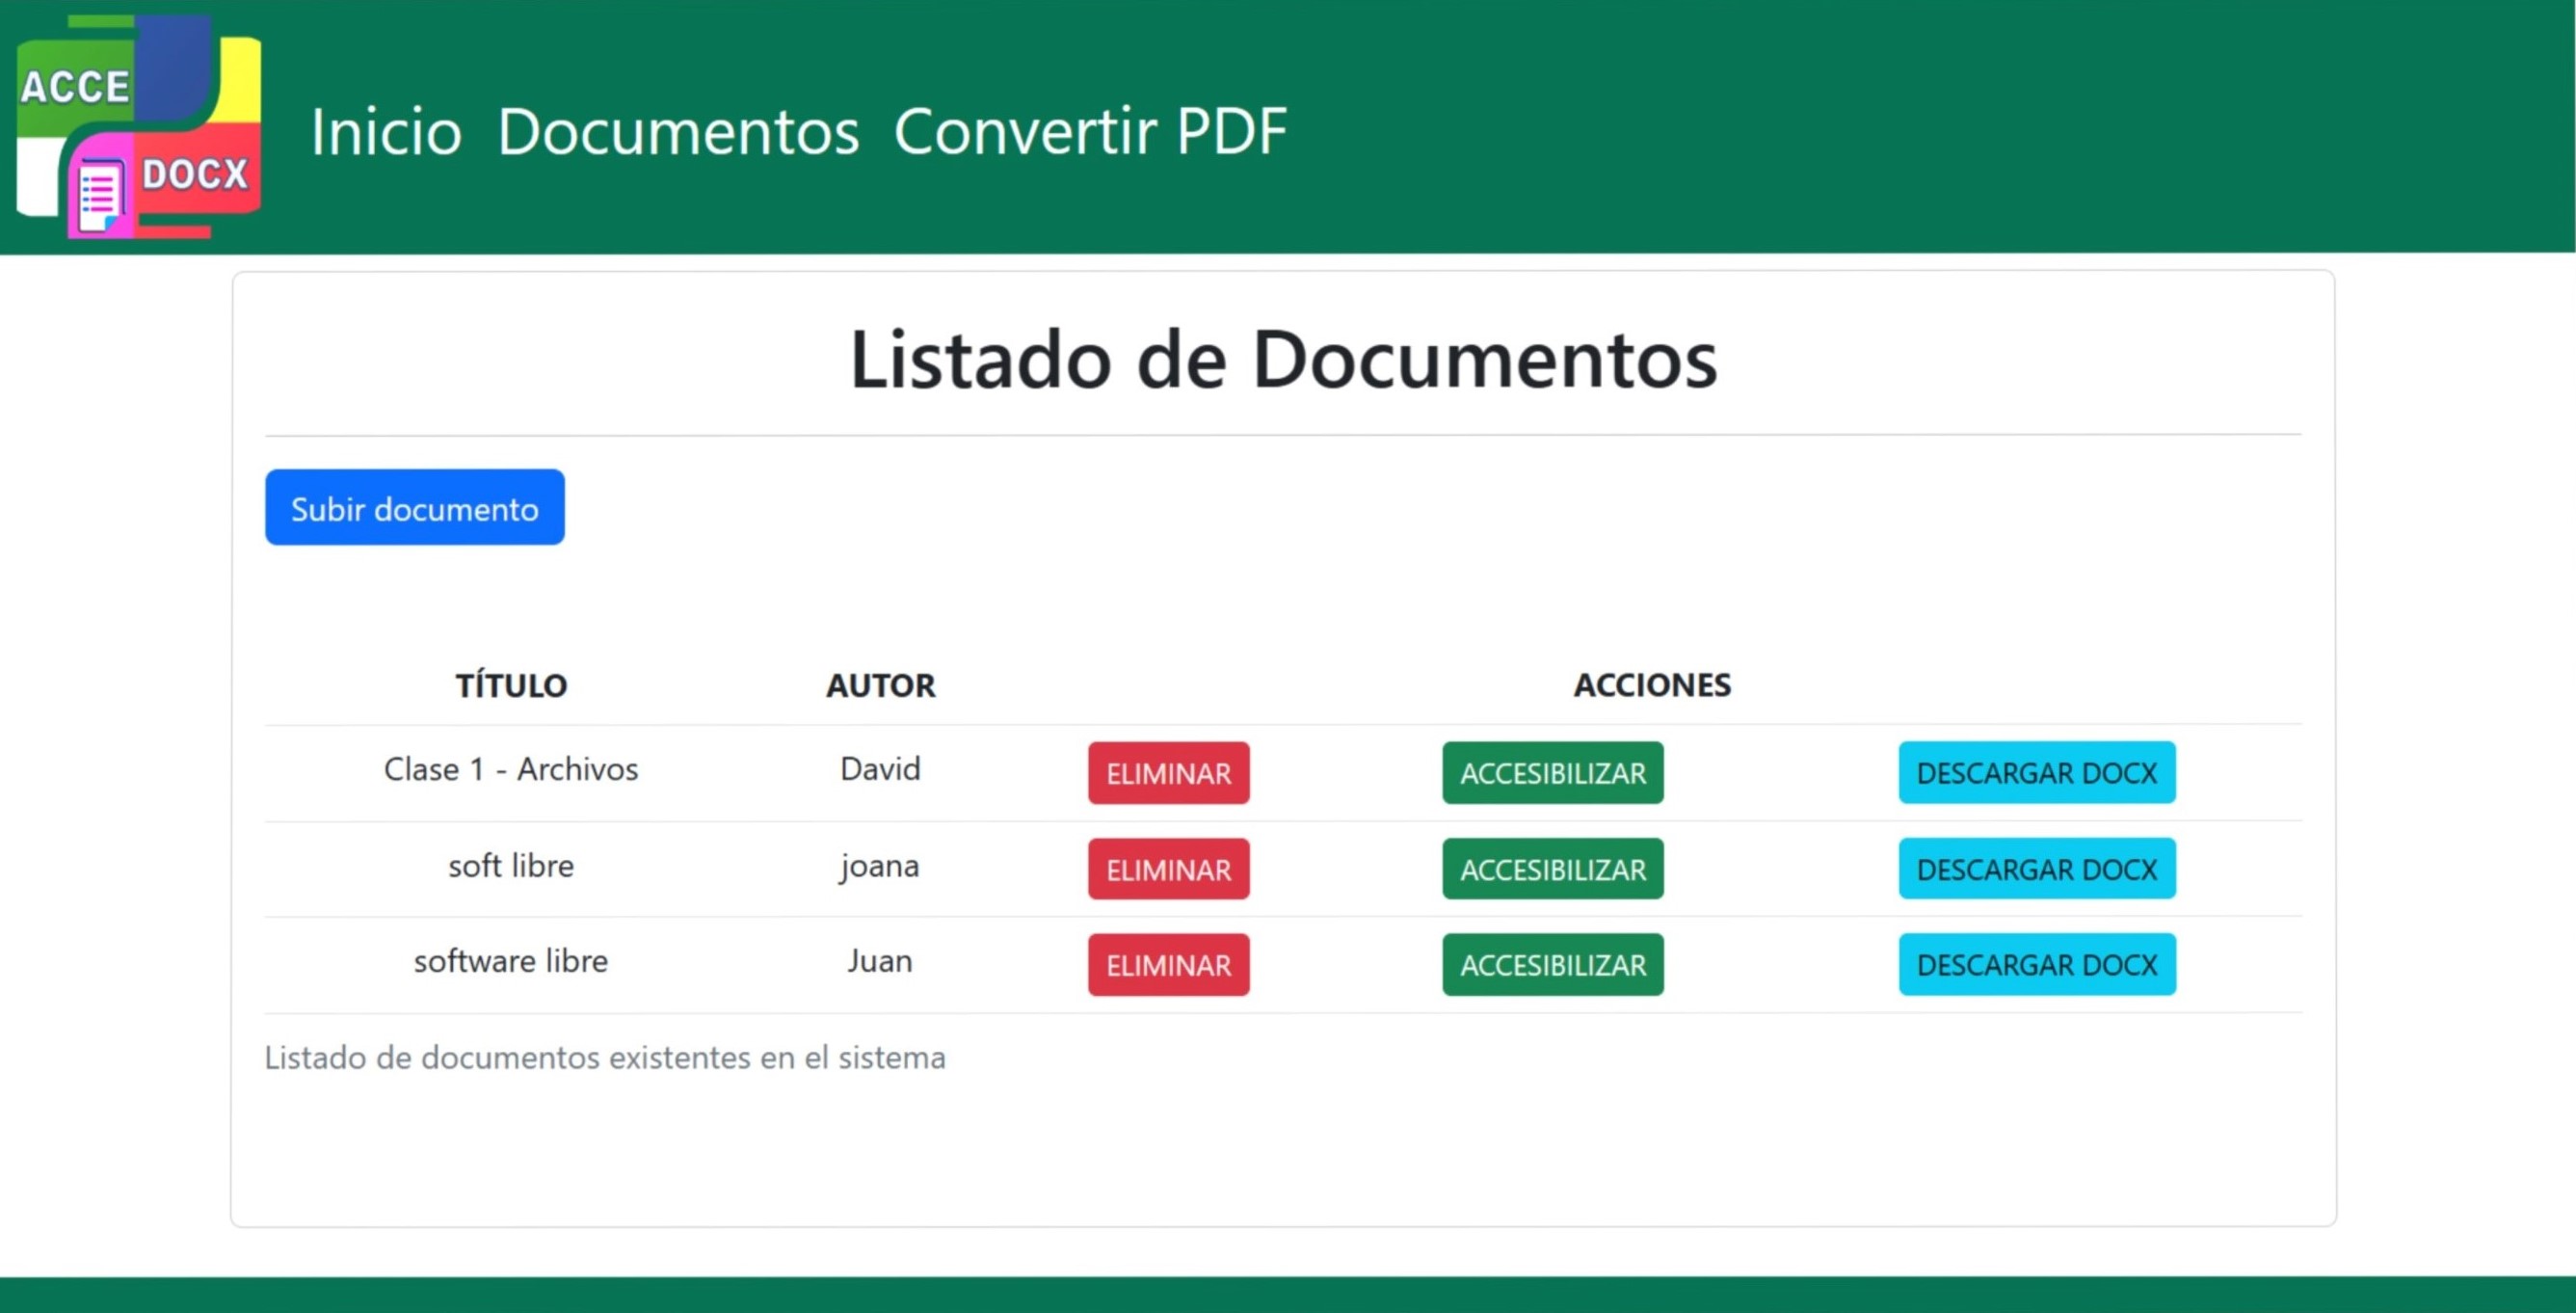 ACCE
DOCX
Inicio Documentos Convertir PDF
Listado de Documentos
Subir documento
TÍTULO AUTOR ACCIONES
Clase 1 - Archivos David ELIMINAR ACCESIBILIZAR DESCARGAR DOCX
soft libre joana ELIMINAR ACCESIBILIZAR DESCARGAR DOCX
software libre Juan ELIMINAR ACCESIBILIZAR DESCARGAR DOCX
Listado de documentos existentes en el sistema